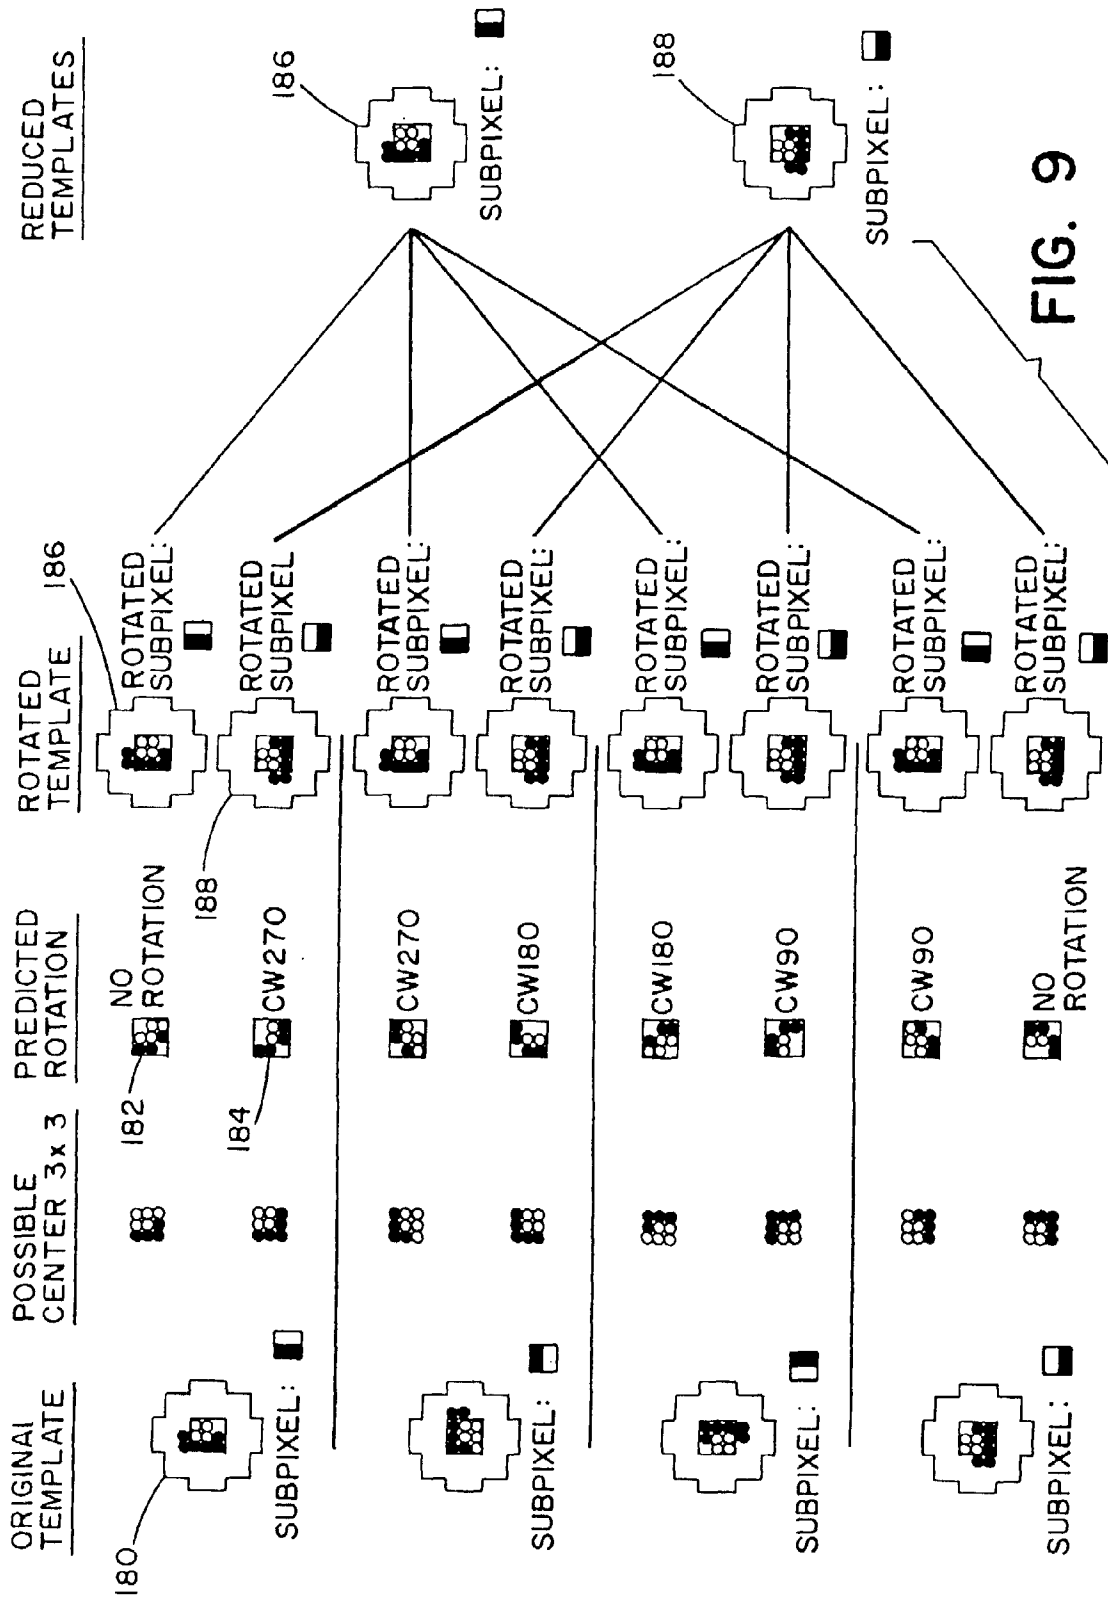 ORIGINAL
TEMPLATE
POSSIBLE
CENTER 3x3
PREDICTED
ROTATION
ROTATED
TEMPLATE
REDUCED
TEMPLATES
180
SUBPIXEL:
182
NO
ROTATION
186
ROTATED
SUBPIXEL:
184
CW270
188
ROTATED
SUBPIXEL
SUBPIXEL:
CW270
ROTATED
SUBPIXEL:
CW180
ROTATED
SUBPIXEL:
SUBPIXEL:
CW180
ROTATED
SUBPIXEL:
CW90
ROTATED
SUBPIXEL:
SUBPIXEL:
CW90
ROTATED
SUBPIXEL:
NO
ROTATION
ROTATED
SUBPIXEL:
186
SUBPIXEL:
188
SUBPIXEL:
FIG. 9